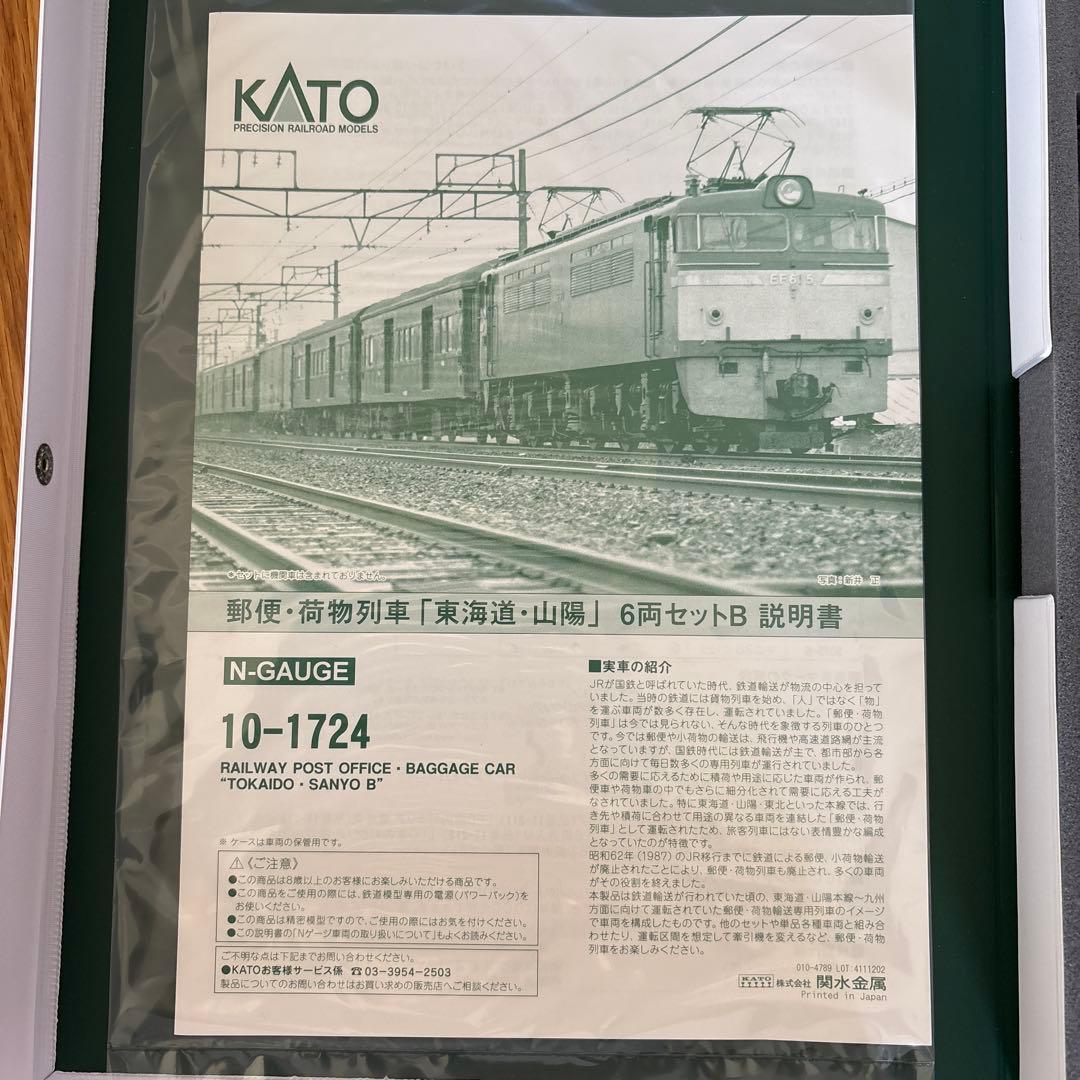 KATO
PRECISION RAILROAD MODELS
＊セットに機関車は含まれておりません。
写真：新井 正
郵便・荷物列車「東海道・山陽」 6両セットB 説明書
N-GAUGE
10-1724
RAILWAY POST OFFICE・BAGGAGE CAR
“TOKAIDO・SANYO B”
※ ケースは車両の保管用です。
⚠《ご注意》
●この商品は8歳以上のお客様にお楽しみいただける商品です。
●この商品をご使用の際には、鉄道模型専用の電源（パワーパック）を
お使いください。
●この商品は精密模型ですので、ご使用の際にはお気を付けください。
●この説明書の「Nゲージ車両の取り扱いについて」もよくお読みください。
ご不明な点は下記までお問い合わせください。
●KATOお客様サービス係 ☎03-3954-2503
製品についてのお問い合わせはお買い求めの販売店へご相談ください。
■実車の紹介
JRが国鉄と呼ばれていた時代、鉄道輸送が物流の中心を担って
いました。当時の鉄道には貨物列車を始め、「人」ではなく「物」
を運ぶ車両が数多く存在し、運転されていました。「郵便・荷物
列車」は今では見られない、そんな時代を象徴する列車のひとつ
です。今では郵便や小荷物の輸送は、飛行機や高速道路網が主流
となっていますが、国鉄時代には鉄道輸送が主で、都市部から各
方面に向けて毎日数多くの専用列車が運行されていました。
多くの需要に応えるために積荷や用途に応じた車両が作られ、郵
便車や荷物車の中でもさらに細分化されて需要に応える工夫が
なされていました。特に東海道・山陽・東北といった本線では、行
き先や積荷に合わせて用途の異なる車両を連結した「郵便・荷物
列車」として運転されたため、旅客列車にはない表情豊かな編成
となっていたのが特徴です。
昭和62年（1987）のJR移行までに鉄道による郵便、小荷物輸送
が廃止されたことにより、郵便・荷物列車も廃止され、多くの車両
がその役割を終えました。
本製品は鉄道輸送が行われていた頃の、東海道・山陽本線～九州
方面に向けて運転されていた郵便・荷物輸送専用列車のイメージ
で車両を構成したものです。他のセットや単品各種車両と組み合
わせたり、運転区間を想定して牽引機を変えるなど、郵便・荷物
列車をお楽しみください。
010-4789 LOT:4111202
KATO 株式会社 関水金属
Printed in Japan